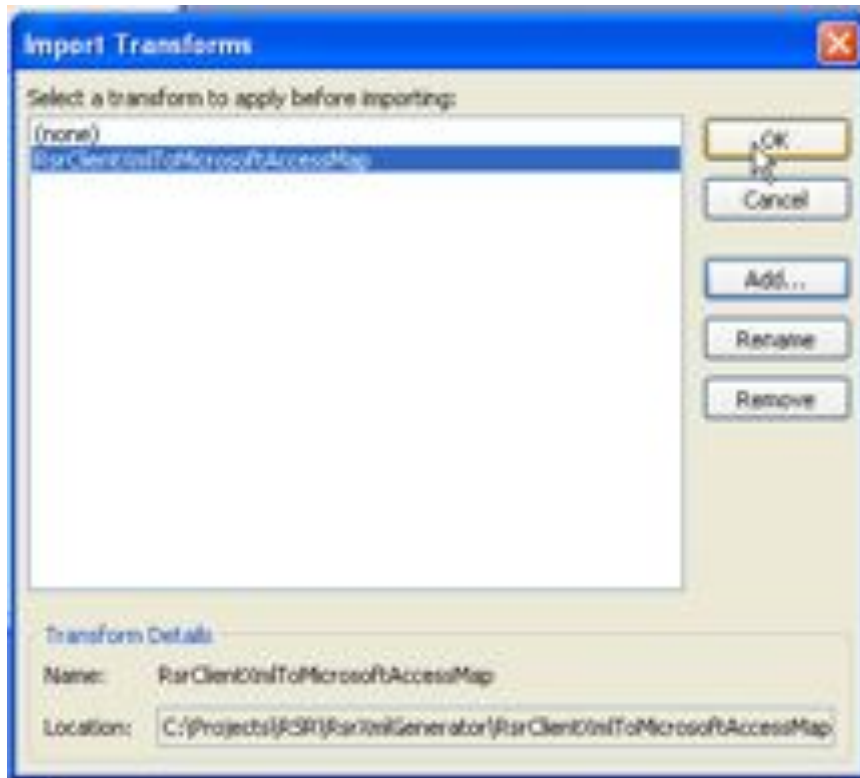 Import Transforms
Select a transform to apply before importing:
(none)
RsrClientXmlToMicrosoftAccessMap
OK
Cancel
Add...
Rename
Remove
Transform Details
Name: RsrClientXmlToMicrosoftAccessMap
Location: C:\Projects\RSR\RsrXmlGenerator\RsrClientXmlToMicrosoftAccessMap